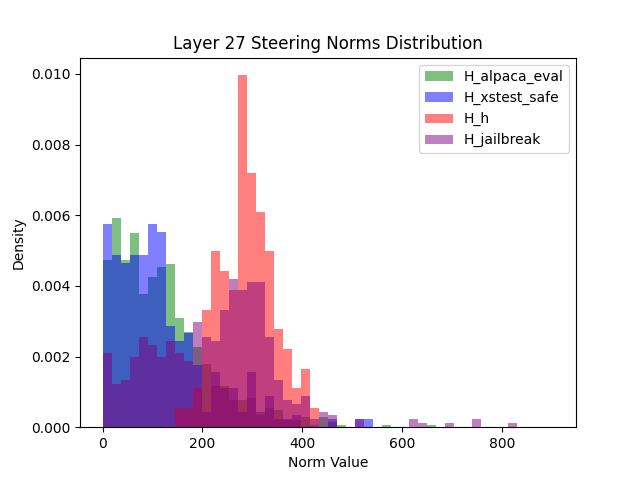 Layer 27 Steering Norms Distribution
H_alpaca_eval
H_xstest_safe
H_h
H_jailbreak
Density
0.010
0.008
0.006
0.004
0.002
0.000
0
200
400
600
800
Norm Value